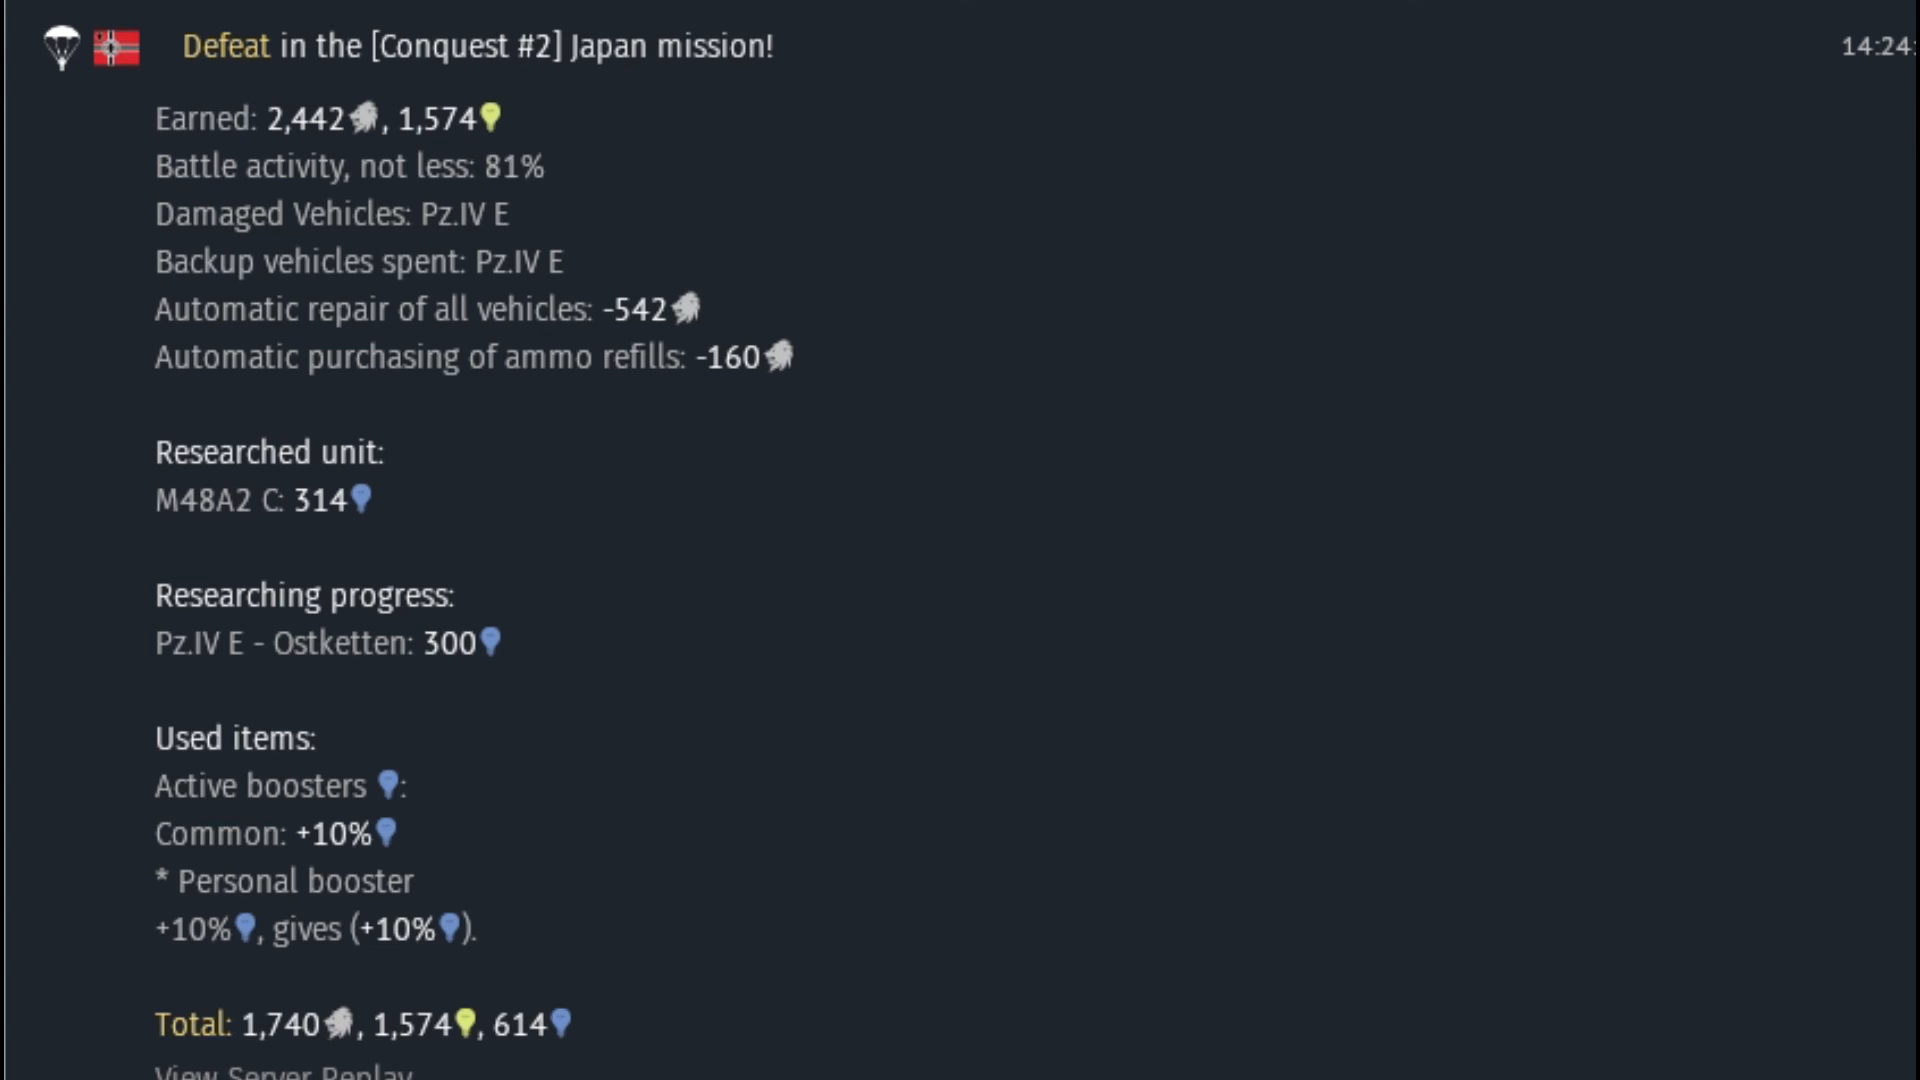 Defeat in the [Conquest #2] Japan mission! 14:24:
Earned: 2,442, 1,574
Battle activity, not less: 81%
Damaged Vehicles: Pz.IV E
Backup vehicles spent: Pz.IV E
Automatic repair of all vehicles: -542
Automatic purchasing of ammo refills: -160
Researched unit:
M48A2 C: 314
Researching progress:
Pz.IV E - Ostketten: 300
Used items:
Active boosters :
Common: +10%
* Personal booster
+10%, gives (+10%).
Total: 1,740, 1,574, 614
View Server Replay